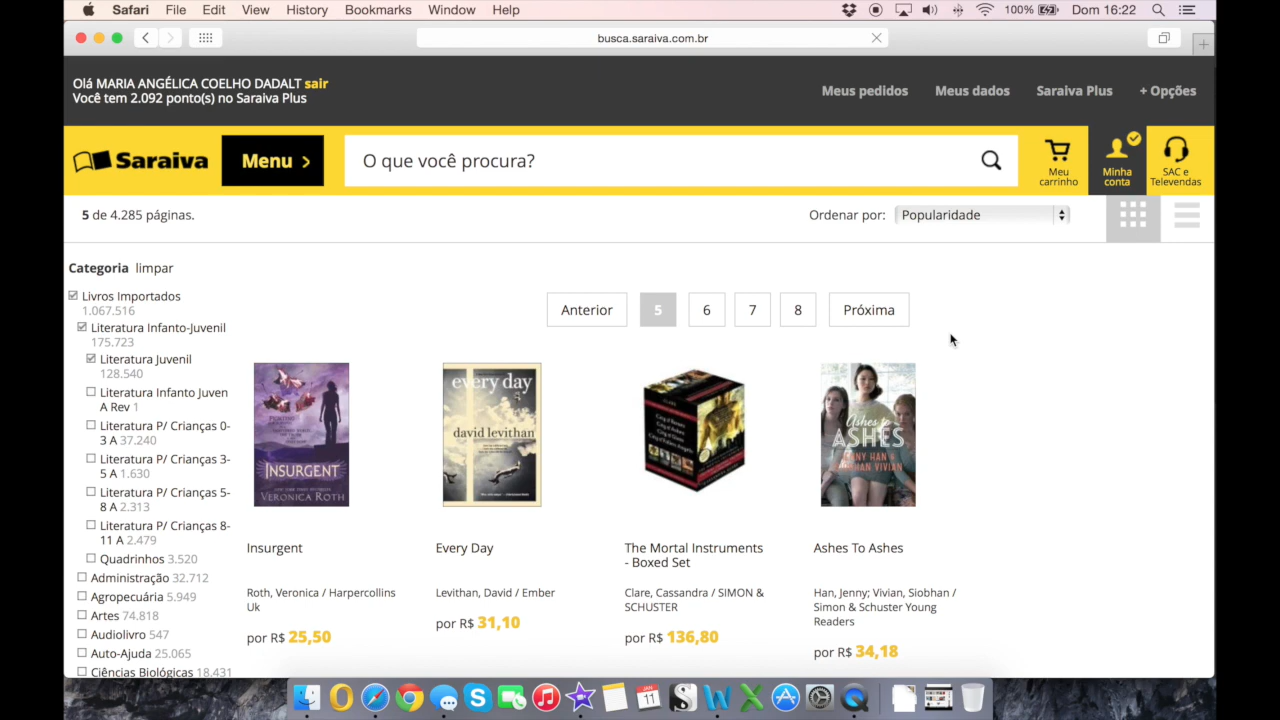 Safari File Edit View History Bookmarks Window Help 100% Dom 16:22
busca.saraiva.com.br
Olá MARIA ANGÉLICA COELHO DADALT sair
Você tem 2.092 ponto(s) no Saraiva Plus
Meus pedidos Meus dados Saraiva Plus + Opções
Saraiva Menu > O que você procura?
Meu carrinho
Minha conta
SAC e Televendas
5 de 4.285 páginas.
Ordenar por: Popularidade
Categoria limpar
Livros Importados
1.067.516
Literatura Infanto-Juvenil
175.723
Literatura Juvenil
128.540
Literatura Infanto Juven
A Rev 1
Literatura P/ Crianças 0-
3 A 37.240
Literatura P/ Crianças 3-
5 A 1.630
Literatura P/ Crianças 5-
8 A 2.313
Literatura P/ Crianças 8-
11 A 2.479
Quadrinhos 3.520
Administração 32.712
Agropecuária 5.949
Artes 74.818
Audiolivro 547
Auto-Ajuda 25.065
Ciências Biológicas 18.431
Anterior 5 6 7 8 Próxima
INSURGENT
VERONICA ROTH
every day
david levithan
Ashes to
ASHES
JENNY HAN &
SIOBHAN VIVIAN
Insurgent
Roth, Veronica / Harpercollins
Uk
por R$ 25,50
Every Day
Levithan, David / Ember
por R$ 31,10
The Mortal Instruments
- Boxed Set
Clare, Cassandra / SIMON &
SCHUSTER
por R$ 136,80
Ashes To Ashes
Han, Jenny; Vivian, Siobhan /
Simon & Schuster Young
Readers
por R$ 34,18
JAN
11